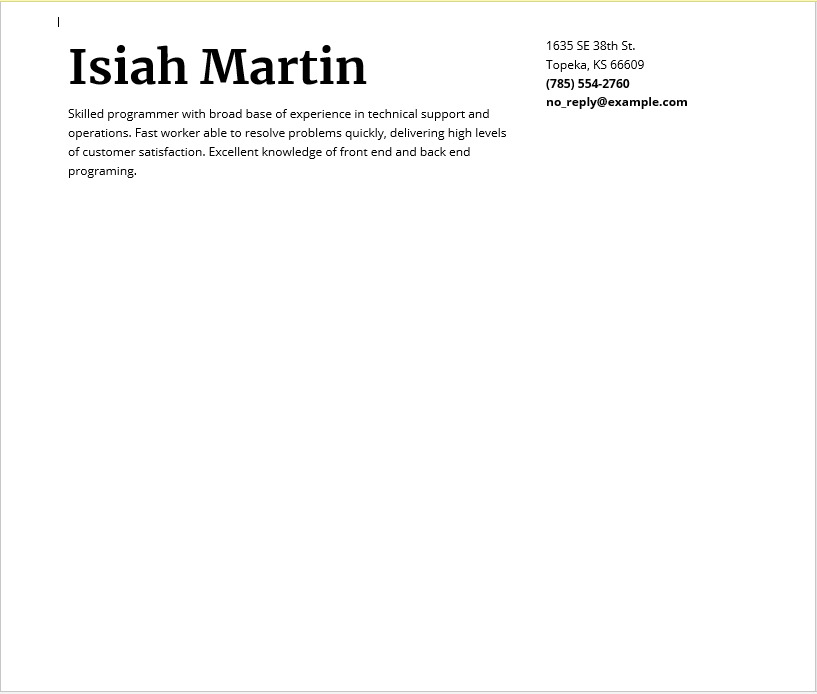 Isiah Martin
Skilled programmer with broad base of experience in technical support and
operations. Fast worker able to resolve problems quickly, delivering high levels
of customer satisfaction. Excellent knowledge of front end and back end
programing.
1635 SE 38th St.
Topeka, KS 66609
(785) 554-2760
no_reply@example.com